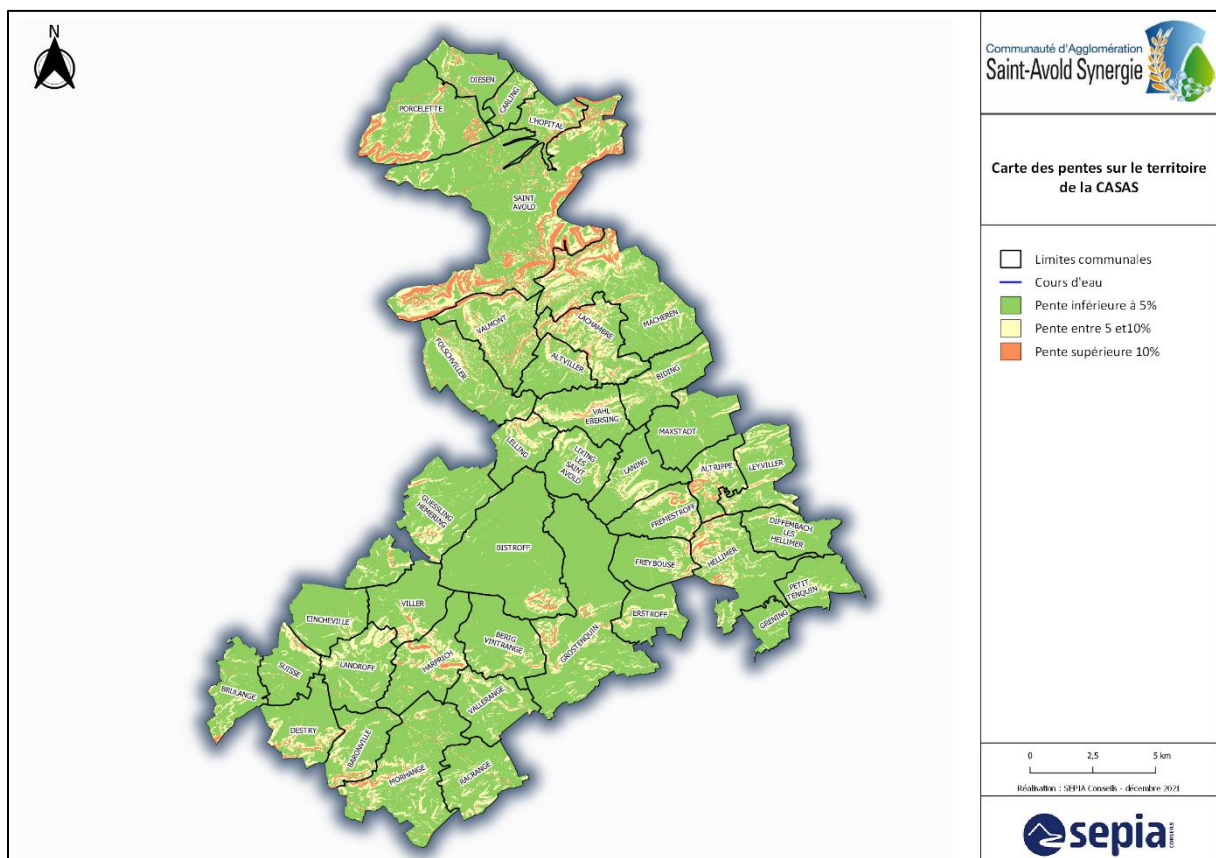 N
DIESEN
CARLING
PORCELETTE
L'HOPITAL
SAINT
AVOLD
VALMONT
LACHAMBRE
MACHEREN
FOLSCHVILLER
ALTVILLER
BIDING
VAHL
EBERSING
MAXSTADT
LELLING
LIXING
LES
SAINT
AVOLD
LANING
ALTRIPPE
LEYVILLER
GUESSLING
HEMERING
FREMESTROFF
DIFFEMBACH
LES
HELLIMER
BISTROFF
FREYBOUSE
HELLIMER
PETIT
TENQUIN
VILLER
ERSTROFF
GRENING
EINCHEVILLE
BERIG
VINTRANGE
GROSTENQUIN
SUISSE
LANDROFF
HARPRICH
BRULANGE
VALLERANGE
DESTRY
BARONVILLE
MORHANGE
RACRANGE
Communauté d'Agglomération
Saint-Avold Synergie
Carte des pentes sur le territoire
de la CASAS
Limites communales
Cours d'eau
Pente inférieure à 5%
Pente entre 5 et10%
Pente supérieure 10%
0 2,5 5 km
Réalisation : SEPIA Conseils - décembre 2021
sepia
CONSEILS